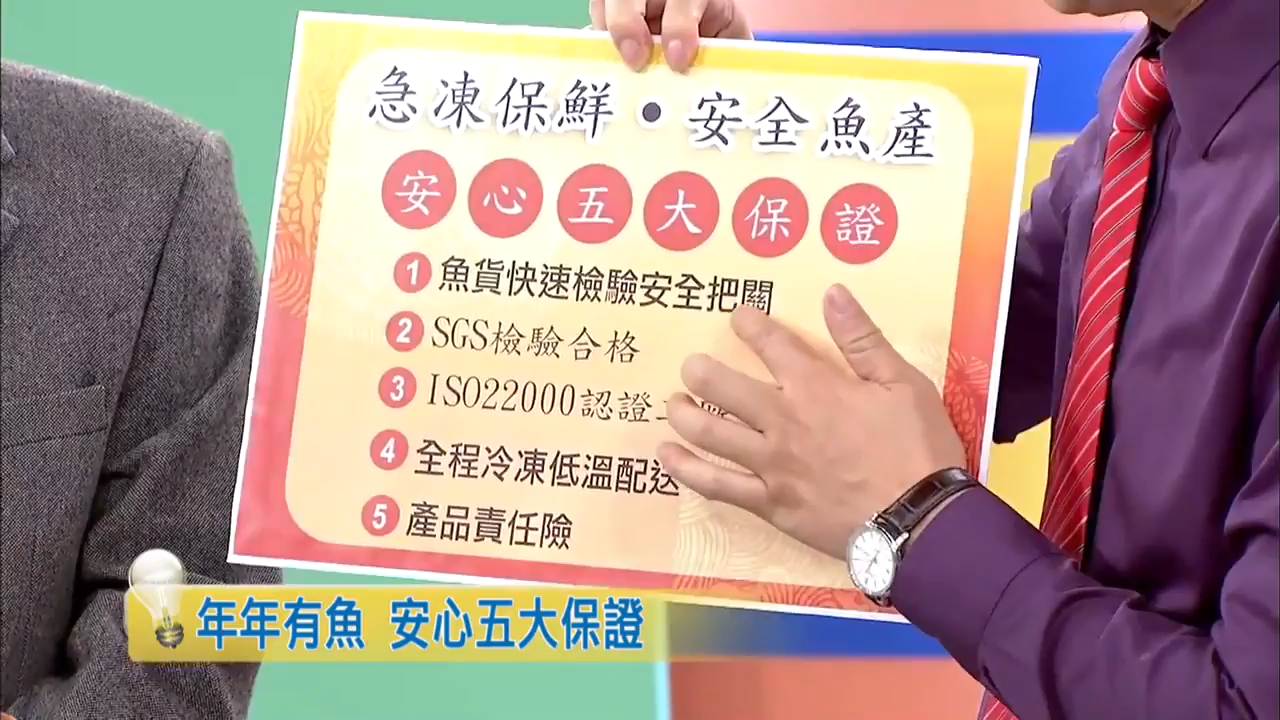 急凍保鮮•安全魚產
安心五大保證
1 魚貨快速檢驗安全把關
2 SGS檢驗合格
3 ISO22000認證
4 全程冷凍低溫配送
5 產品責任險
年年有魚 安心五大保證